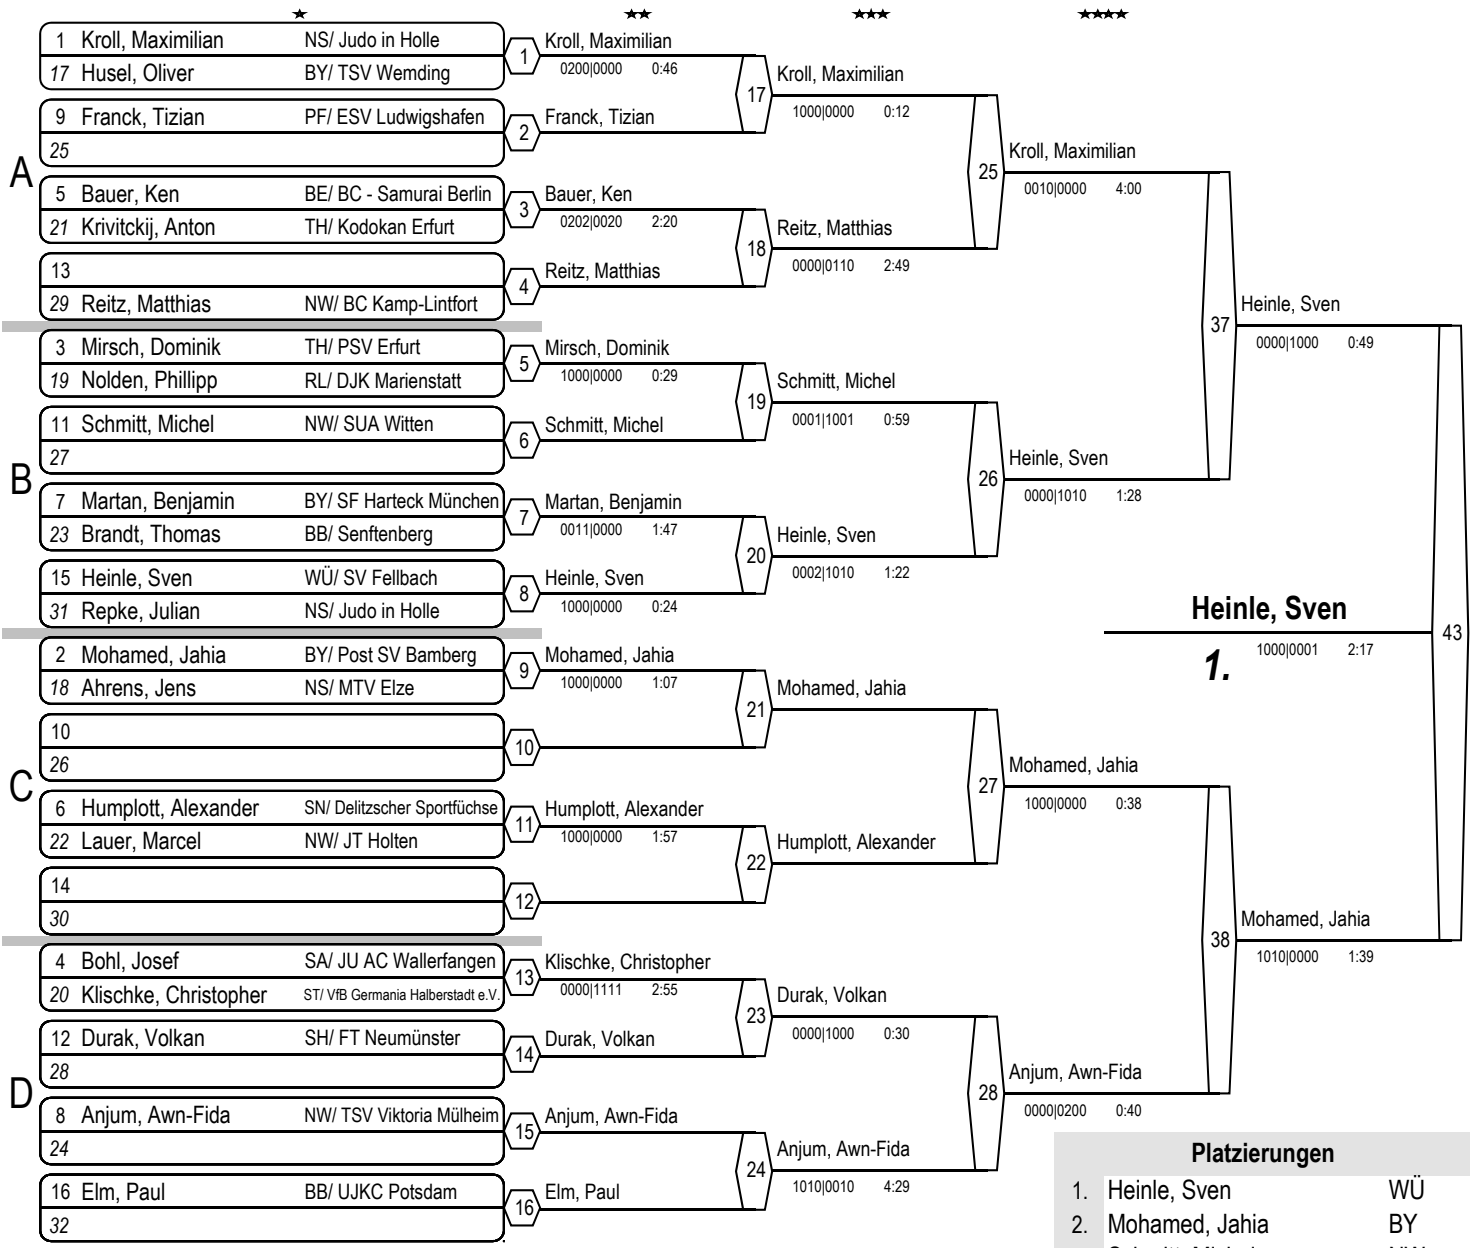 ★ ★★ ★★★ ★★★★
A
1 Kroll, Maximilian NS/ Judo in Holle
17 Husel, Oliver BY/ TSV Wemding
9 Franck, Tizian PF/ ESV Ludwigshafen
25
5 Bauer, Ken BE/ BC - Samurai Berlin
21 Krivitckij, Anton TH/ Kodokan Erfurt
13
29 Reitz, Matthias NW/ BC Kamp-Lintfort
B
3 Mirsch, Dominik TH/ PSV Erfurt
19 Nolden, Phillipp RL/ DJK Marienstatt
11 Schmitt, Michel NW/ SUA Witten
27
7 Martan, Benjamin BY/ SF Harteck München
23 Brandt, Thomas BB/ Senftenberg
15 Heinle, Sven WÜ/ SV Fellbach
31 Repke, Julian NS/ Judo in Holle
C
2 Mohamed, Jahia BY/ Post SV Bamberg
18 Ahrens, Jens NS/ MTV Elze
10
26
6 Humplott, Alexander SN/ Delitzscher Sportfüchse
22 Lauer, Marcel NW/ JT Holten
14
30
D
4 Bohl, Josef SA/ JU AC Wallerfangen
20 Klischke, Christopher ST/ VfB Germania Halberstadt e.V.
12 Durak, Volkan SH/ FT Neumünster
28
8 Anjum, Awn-Fida NW/ TSV Viktoria Mülheim
24
16 Elm, Paul BB/ UJKC Potsdam
32
1 Kroll, Maximilian
0200|0000 0:46
2 Franck, Tizian
3 Bauer, Ken
0202|0020 2:20
4 Reitz, Matthias
5 Mirsch, Dominik
1000|0000 0:29
6 Schmitt, Michel
7 Martan, Benjamin
0011|0000 1:47
8 Heinle, Sven
1000|0000 0:24
9 Mohamed, Jahia
1000|0000 1:07
10
11 Humplott, Alexander
1000|0000 1:57
12
13 Klischke, Christopher
0000|1111 2:55
14 Durak, Volkan
15 Anjum, Awn-Fida
16 Elm, Paul
17 Kroll, Maximilian
1000|0000 0:12
18 Reitz, Matthias
0000|0110 2:49
19 Schmitt, Michel
0001|1001 0:59
20 Heinle, Sven
0002|1010 1:22
21 Mohamed, Jahia
22 Humplott, Alexander
23 Durak, Volkan
0000|1000 0:30
24 Anjum, Awn-Fida
1010|0010 4:29
25 Kroll, Maximilian
0010|0000 4:00
26 Heinle, Sven
0000|1010 1:28
27 Mohamed, Jahia
1000|0000 0:38
28 Anjum, Awn-Fida
0000|0200 0:40
37 Heinle, Sven
0000|1000 0:49
38 Mohamed, Jahia
1010|0000 1:39
43 Heinle, Sven
1. 1000|0001 2:17
Platzierungen
1. Heinle, Sven WÜ
2. Mohamed, Jahia BY